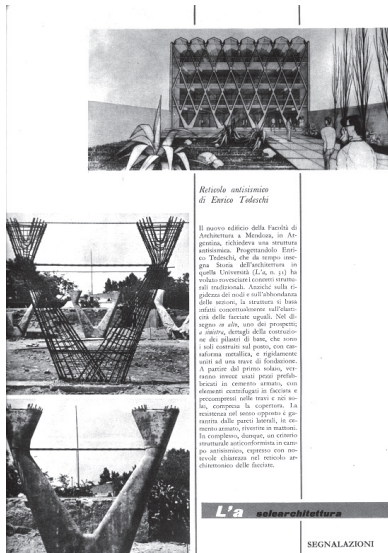 Reticolo antisismico
di Enrico Tedeschi
Il nuovo edificio della Facoltà di
Architettura a Mendoza, in Ar-
gentina, richiedeva una struttura
antisismica. Progettandolo Enri-
co Tedeschi, che da tempo inse-
gna Storia dell'architettura in
quella Università (L'a, n. 31) ha
voluto rovesciare i concetti struttu-
rali tradizionali. Anziché sulla ri-
gidezza dei nodi e sull'abbondanza
delle sezioni, la struttura si basa
infatti concettualmente sull'elasti-
cità delle facciate uguali. Nel di-
segno in alto, uno dei prospetti;
a sinistra, dettagli della costruzio-
ne dei pilastri di base, che sono
i soli costruiti sul posto, con cas-
saforma metallica, e rigidamente
uniti ad una trave di fondazione.
A partire dal primo solaio, ver-
ranno invece usati pezzi prefab-
bricati in cemento armato, con
elementi centrifugati in facciata e
precompressi nelle travi e nei so-
lai, compresa la copertura. La
resistenza nel senso opposto è ga-
rantita dalle pareti laterali, in ce-
mento armato, rivestite in mattoni.
In complesso, dunque, un criterio
strutturale anticonformista in cam-
po antisismico, espresso con no-
tevole chiarezza nel reticolo ar-
chitettonico delle facciate.
L'a selearchitettura
SEGNALAZIONI